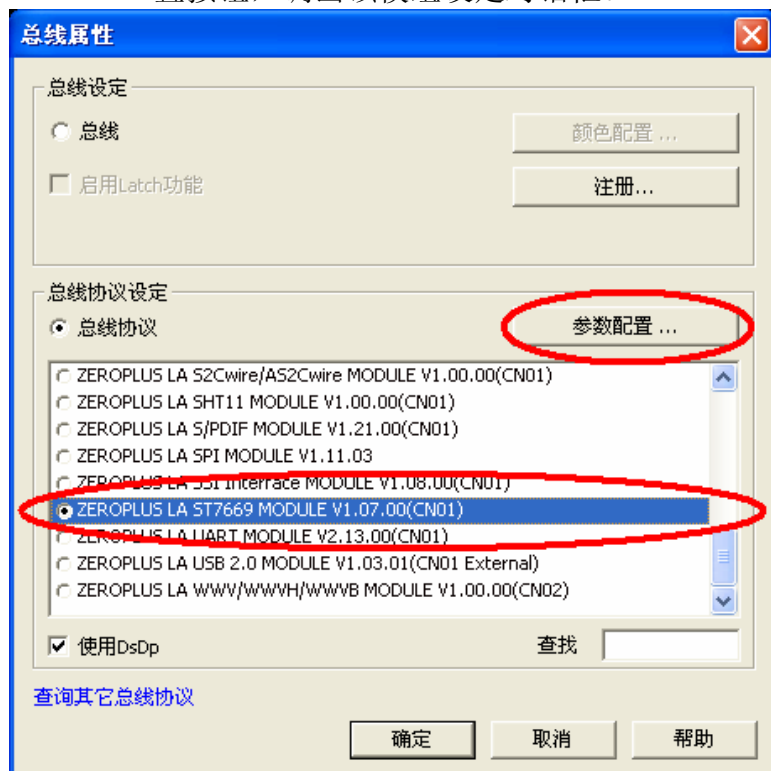 总线属性
总线设定
总线
颜色配置 ...
启用Latch功能
注册...
总线协议设定
总线协议
参数配置 ...
ZEROPLUS LA S2Cwire/AS2Cwire MODULE V1.00.00(CN01)
ZEROPLUS LA SHT11 MODULE V1.00.00(CN01)
ZEROPLUS LA S/PDIF MODULE V1.21.00(CN01)
ZEROPLUS LA SPI MODULE V1.11.03
ZEROPLUS LA SSI Interface MODULE V1.08.00(CN01)
ZEROPLUS LA ST7669 MODULE V1.07.00(CN01)
ZEROPLUS LA UART MODULE V2.13.00(CN01)
ZEROPLUS LA USB 2.0 MODULE V1.03.01(CN01 External)
ZEROPLUS LA WWV/WWVH/WWVB MODULE V1.00.00(CN02)
使用DsDp
查找
查询其它总线协议
确定
取消
帮助